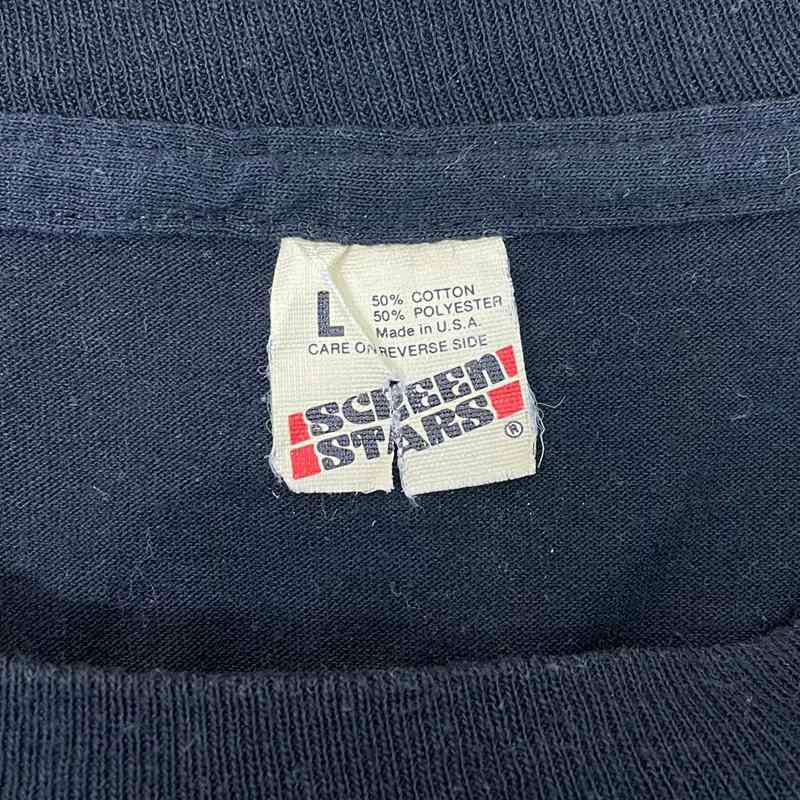 L
50% COTTON
50% POLYESTER
Made in U.S.A.
CARE ON REVERSE SIDE
SCREEN
STARS®